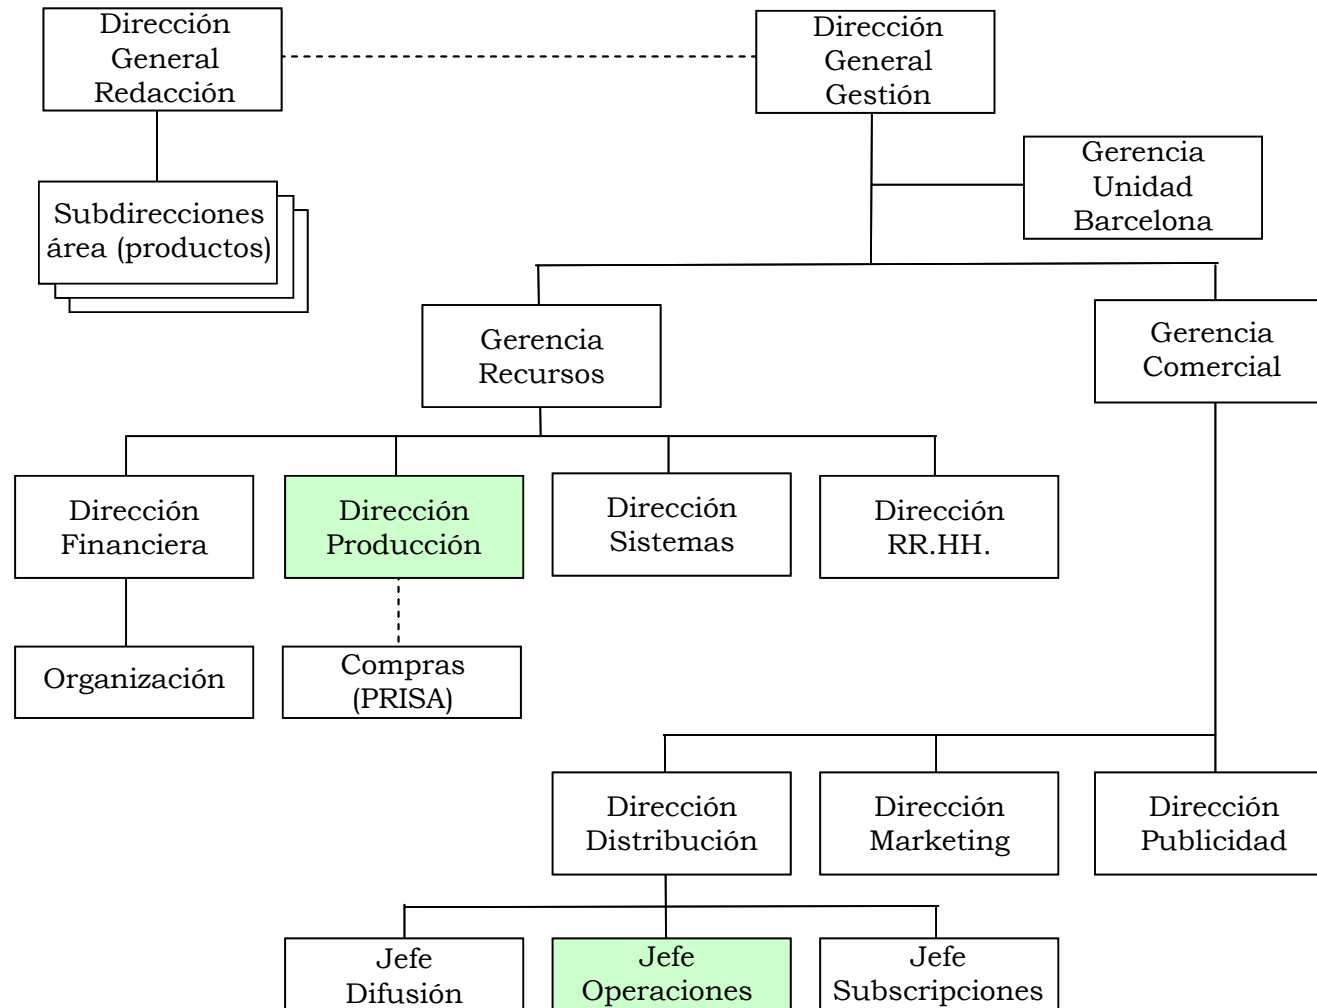 Dirección
General
Redacción
Dirección
General
Gestión
Gerencia
Unidad
Barcelona
Subdirecciones
área (productos)
Gerencia
Recursos
Gerencia
Comercial
Dirección
Financiera
Dirección
Producción
Dirección
Sistemas
Dirección
RR.HH.
Organización
Compras
(PRISA)
Dirección
Distribución
Dirección
Marketing
Dirección
Publicidad
Jefe
Difusión
Jefe
Operaciones
Jefe
Subscripciones